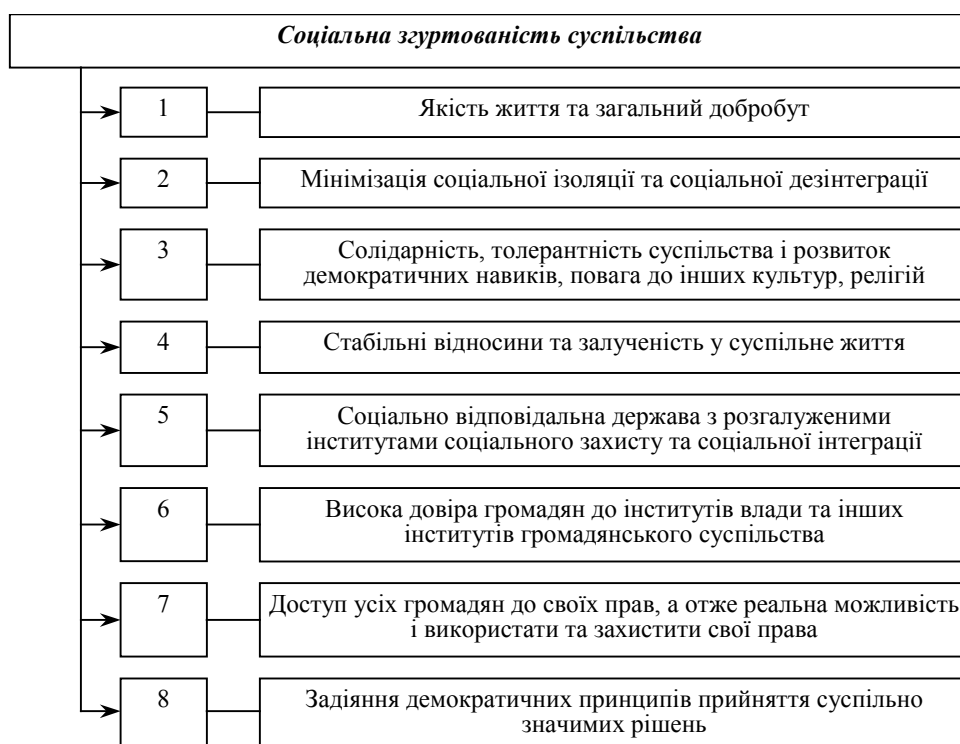 Соціальна згуртованість суспільства
1
Якість життя та загальний добробут
2
Мінімізація соціальної ізоляції та соціальної дезінтеграції
3
Солідарність, толерантність суспільства і розвиток
демократичних навиків, повага до інших культур, релігій
4
Стабільні відносини та залученість у суспільне життя
5
Соціально відповідальна держава з розгалуженими
інститутами соціального захисту та соціальної інтеграції
6
Висока довіра громадян до інститутів влади та інших
інститутів громадянського суспільства
7
Доступ усіх громадян до своїх прав, а отже реальна можливість
і використати та захистити свої права
8
Задіяння демократичних принципів прийняття суспільно
значимих рішень